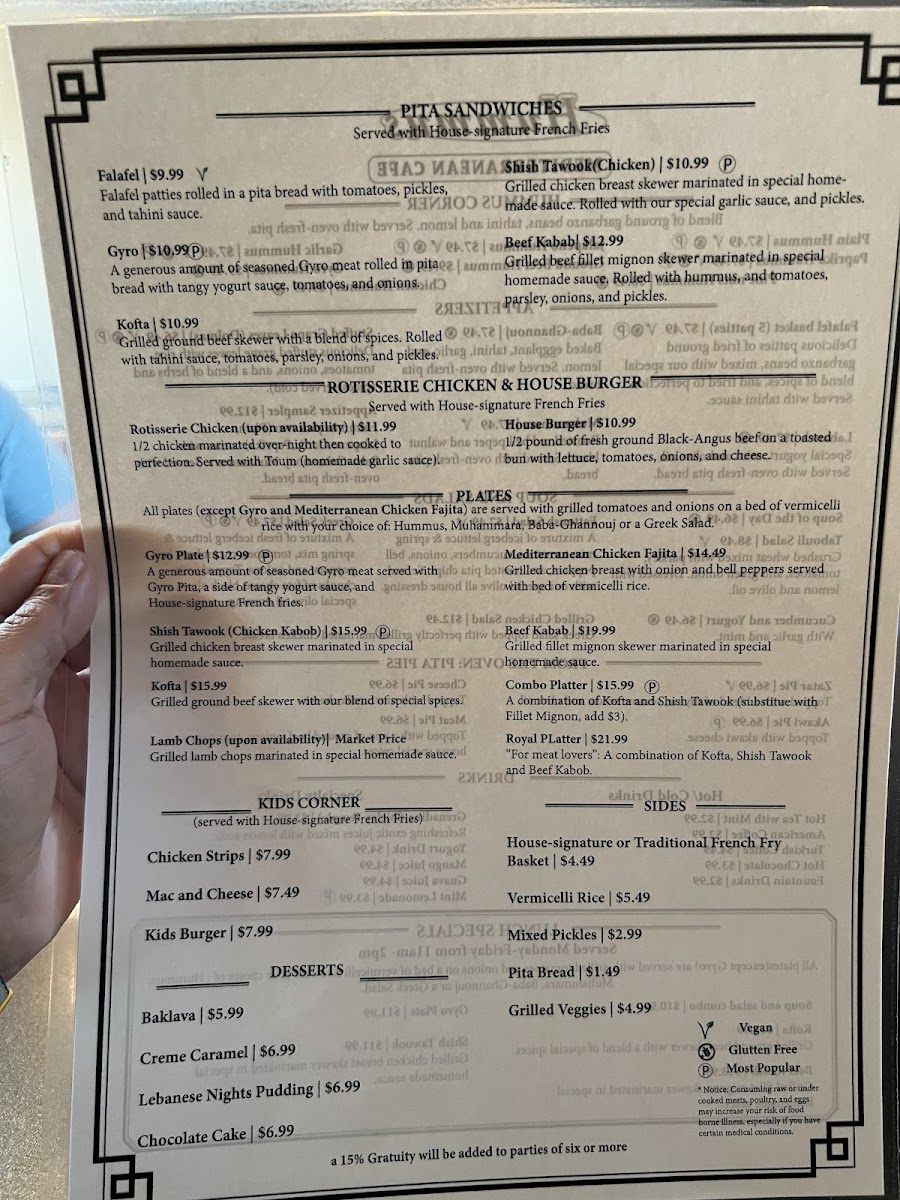 PITA SANDWICHES
Served with House-signature French Fries
Falafel | $9.99
Falafel patties rolled in a pita bread with tomatoes, pickles,
and tahini sauce.
Gyro | $10.99 Ⓟ
A generous amount of seasoned Gyro meat rolled in pita
bread with tangy yogurt sauce, tomatoes, and onions.
Kofta | $10.99
Grilled ground beef skewer with a blend of spices. Rolled
with tahini sauce, tomatoes, parsley, onions, and pickles.
Shish Tawook(Chicken) | $10.99 Ⓟ
Grilled chicken breast skewer marinated in special home-
made sauce. Rolled with our special garlic sauce, and pickles.
Beef Kabab| $12.99
Grilled beef fillet mignon skewer marinated in special
homemade sauce. Rolled with hummus, and tomatoes,
parsley, onions, and pickles.
ROTISSERIE CHICKEN & HOUSE BURGER
Served with House-signature French Fries
Rotisserie Chicken (upon availability) | $11.99
1/2 chicken marinated over-night then cooked to
perfection. Served with Toum (homemade garlic sauce).
House Burger | $10.99
1/2 pound of fresh ground Black-Angus beef on a toasted
bun with lettuce, tomatoes, onions, and cheese.
PLATES
All plates (except Gyro and Mediterranean Chicken Fajita) are served with grilled tomatoes and onions on a bed of vermicelli
rice with your choice of: Hummus, Muhammara, Baba-Ghannouj or a Greek Salad.
Gyro Plate | $12.99 Ⓟ
A generous amount of seasoned Gyro meat served with
Gyro Pita, a side of tangy yogurt sauce, and
House-signature French fries.
Shish Tawook (Chicken Kabob) | $15.99 Ⓟ
Grilled chicken breast skewer marinated in special
homemade sauce.
Kofta | $15.99
Grilled ground beef skewer with our blend of special spices.
Lamb Chops (upon availability)| Market Price
Grilled lamb chops marinated in special homemade sauce.
Mediterranean Chicken Fajita | $14.49
Grilled chicken breast with onion and bell peppers served
with bed of vermicelli rice.
Beef Kabab | $19.99
Grilled fillet mignon skewer marinated in special
homemade sauce.
Combo Platter | $15.99 Ⓟ
A combination of Kofta and Shish Tawook (substitue with
Fillet Mignon, add $3).
Royal PLatter | $21.99
"For meat lovers": A combination of Kofta, Shish Tawook
and Beef Kabob.
KIDS CORNER
(served with House-signature French Fries)
Chicken Strips | $7.99
Mac and Cheese | $7.49
Kids Burger | $7.99
DESSERTS
Baklava | $5.99
Creme Caramel | $6.99
Lebanese Nights Pudding | $6.99
Chocolate Cake | $6.99
SIDES
House-signature or Traditional French Fry
Basket | $4.49
Vermicelli Rice | $5.49
Mixed Pickles | $2.99
Pita Bread | $1.49
Grilled Veggies | $4.99
Vegan
Gluten Free
Ⓟ Most Popular
* Notice: Consuming raw or under
cooked meats, poultry, and eggs
may increase your risk of food
borne illness, especially if you have
certain medical conditions.
a 15% Gratuity will be added to parties of six or more